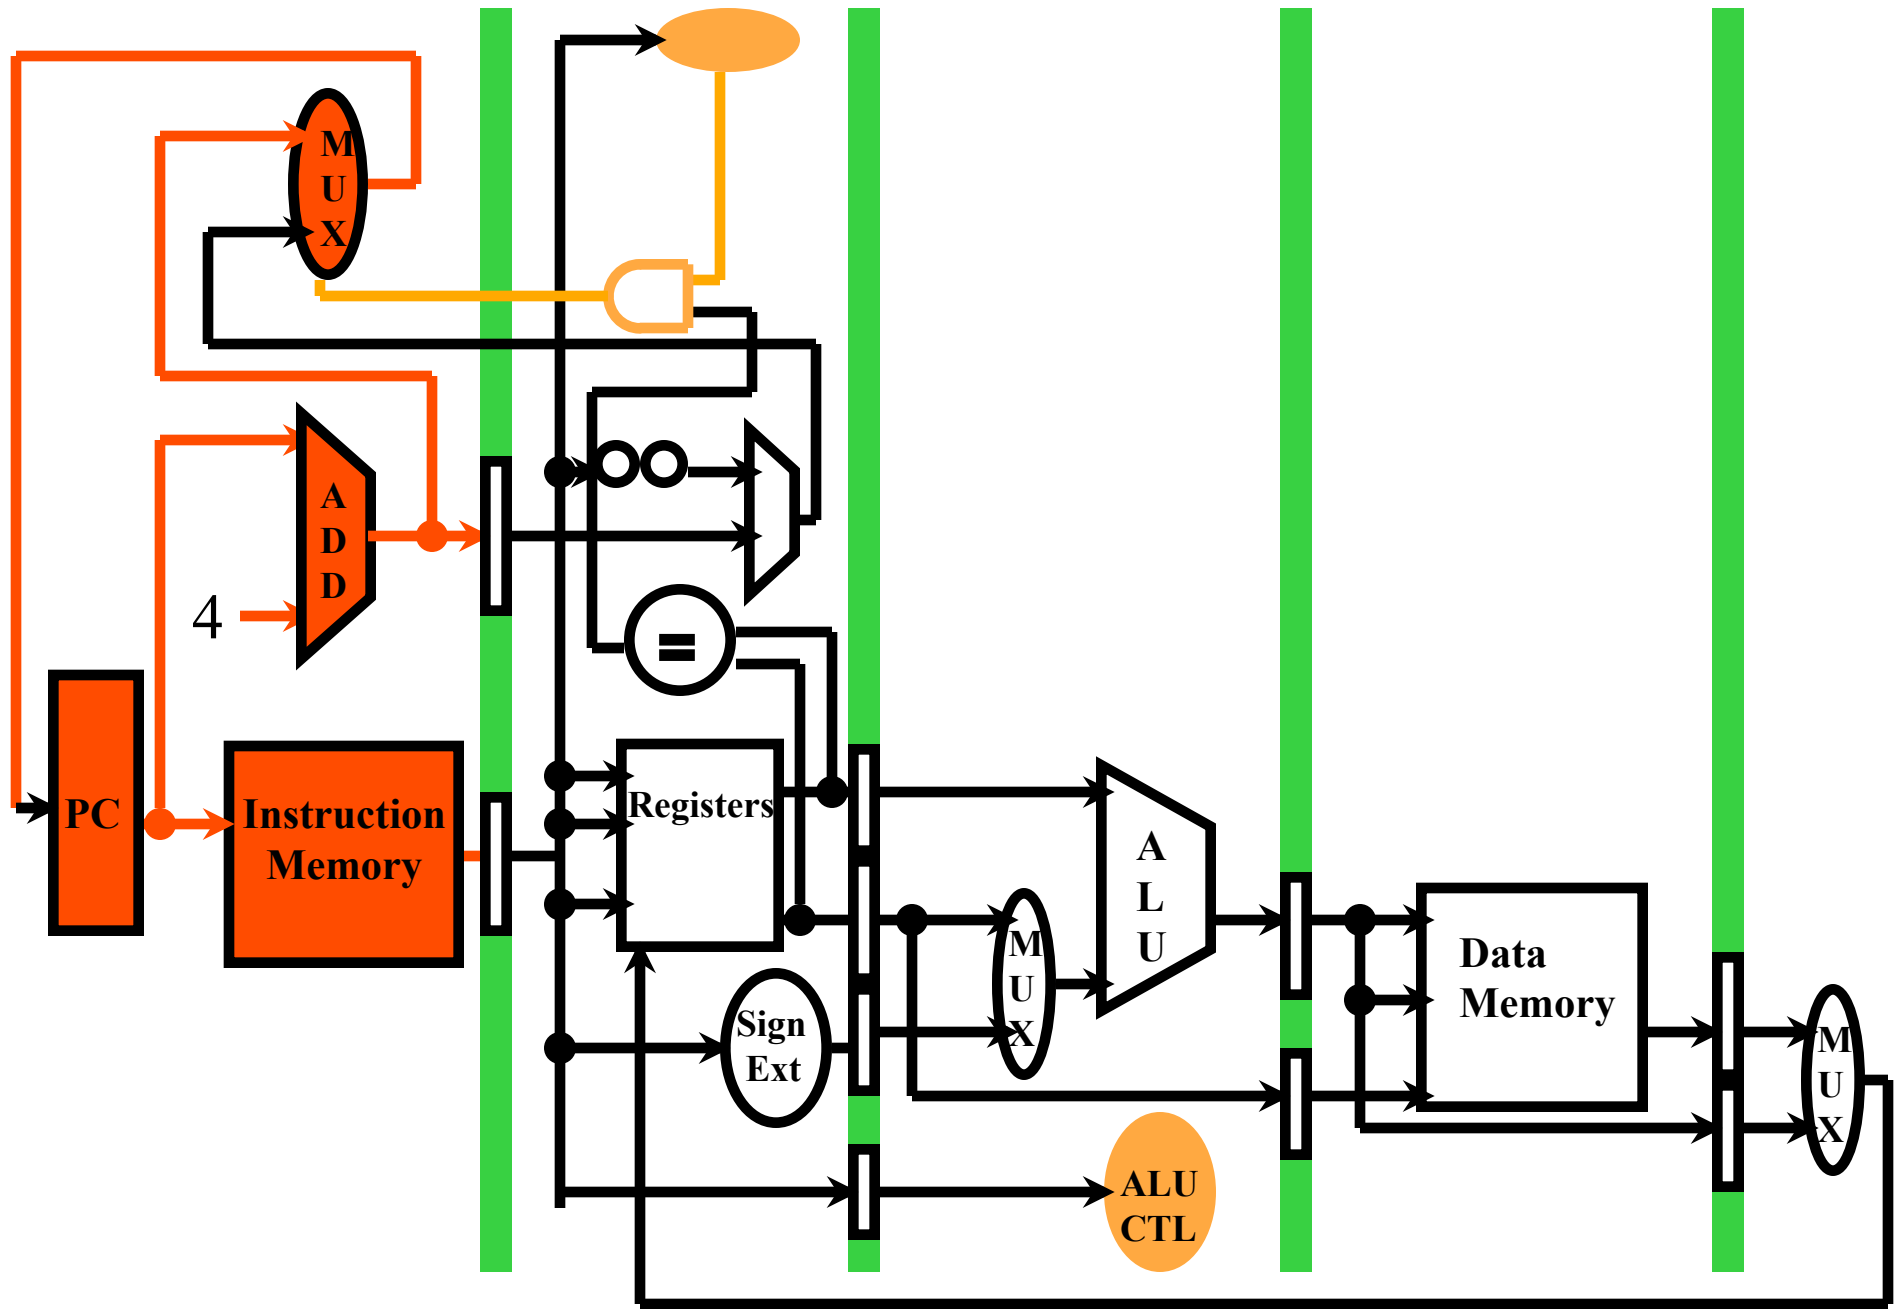 M
U
X
A
D
D
4
=
PC
Instruction
Memory
Registers
Sign
Ext
M
U
X
A
L
U
ALU
CTL
Data
Memory
M
U
X